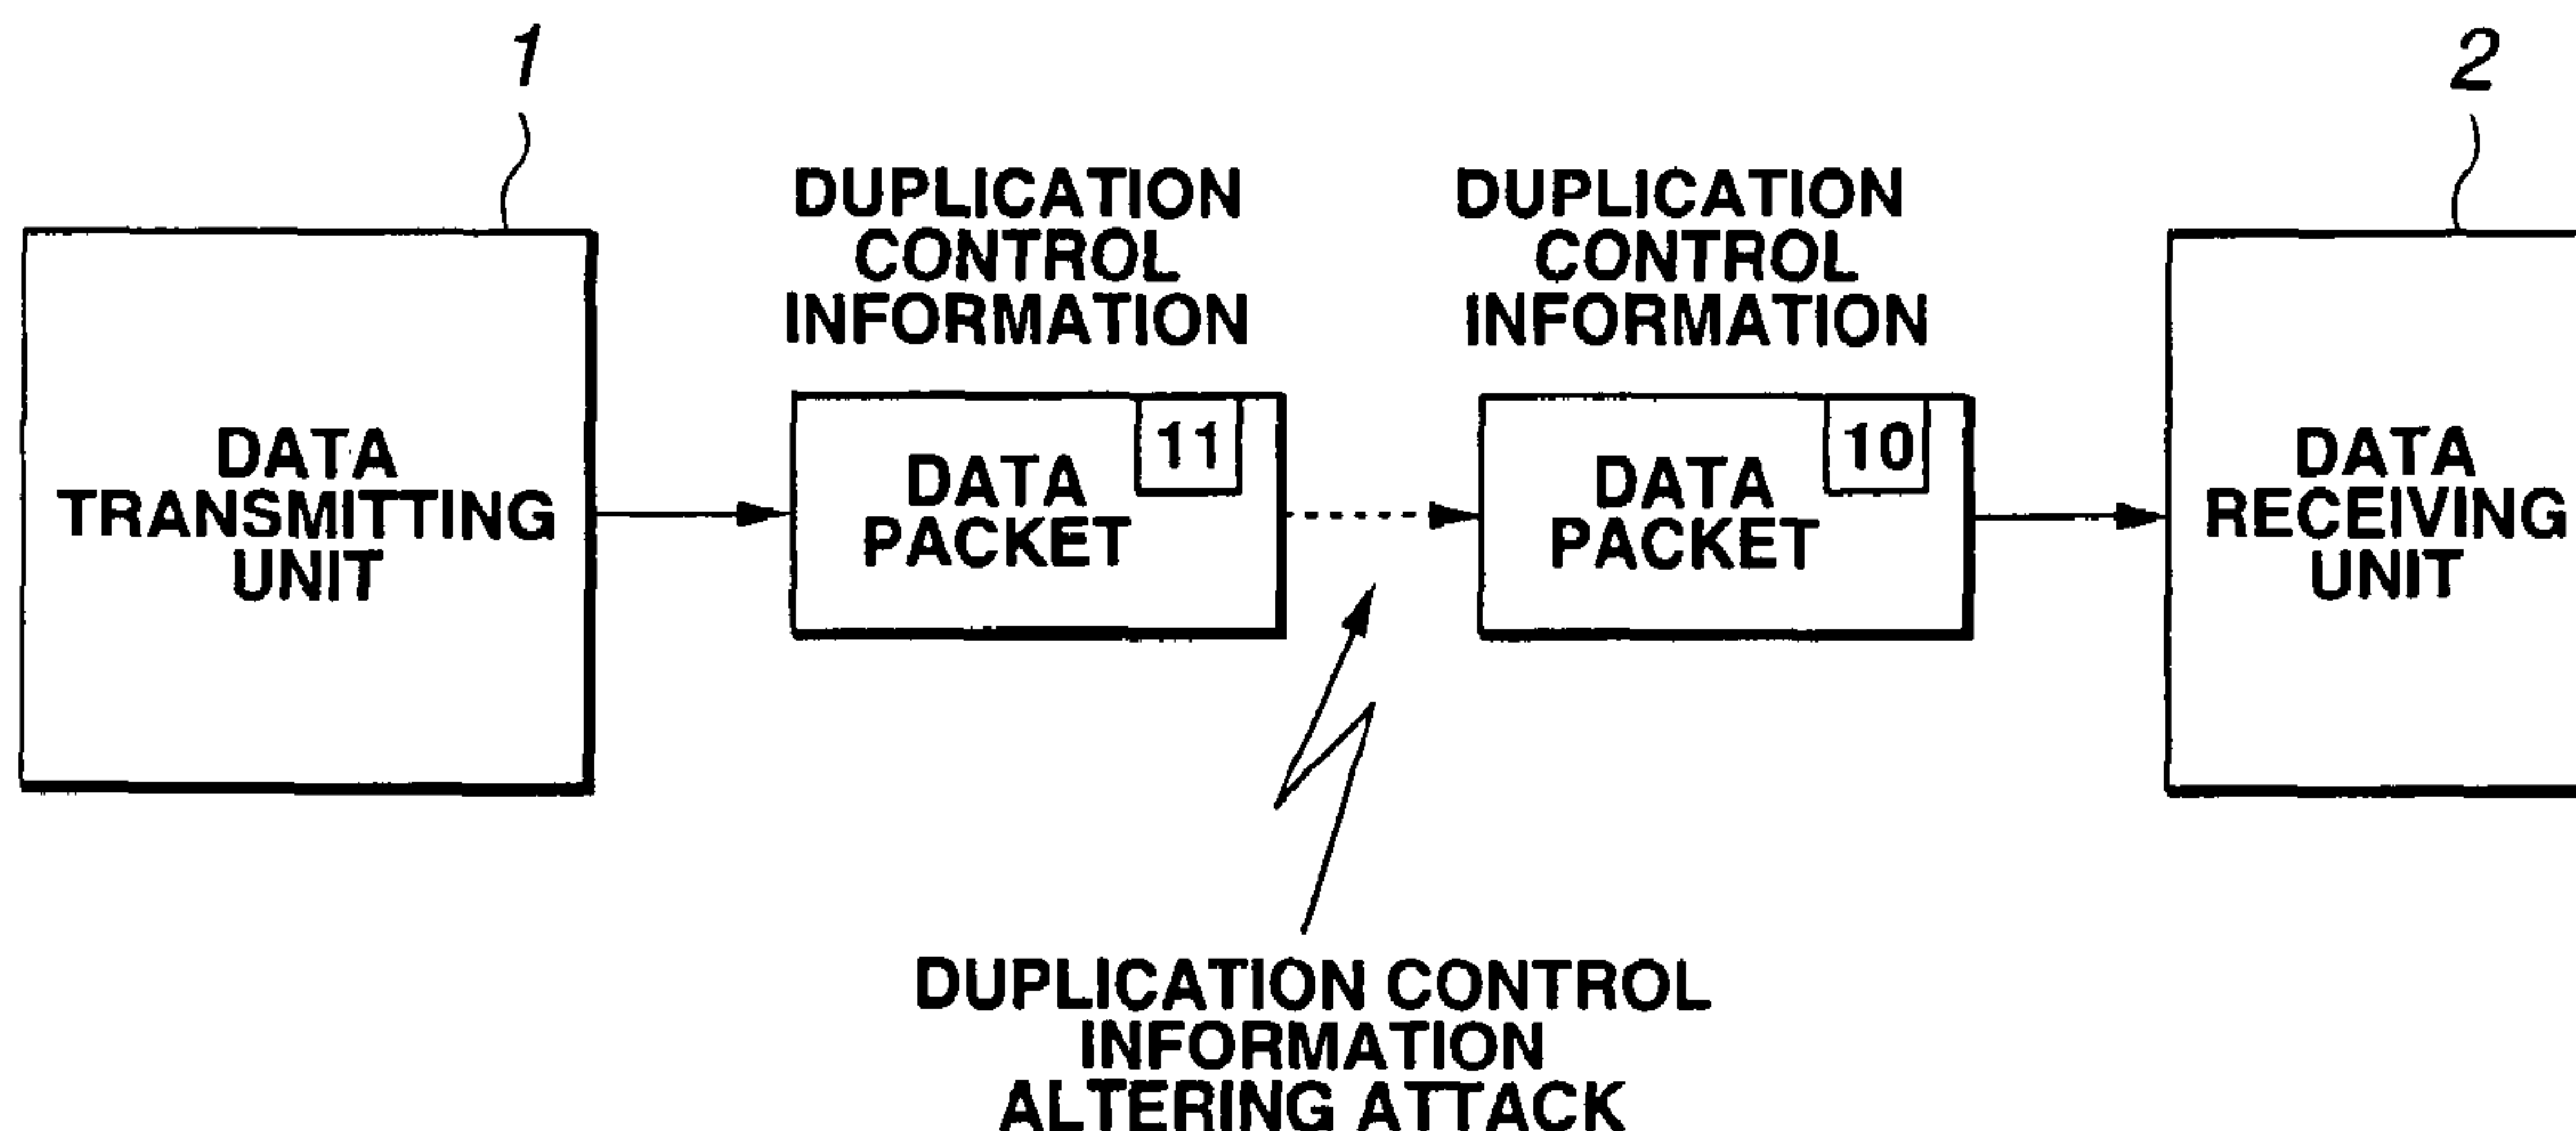 1
2
DUPLICATION
CONTROL
INFORMATION
DUPLICATION
CONTROL
INFORMATION
DATA
TRANSMITTING
UNIT
11
DATA
PACKET
10
DATA
PACKET
DATA
RECEIVING
UNIT
DUPLICATION CONTROL
INFORMATION
ALTERING ATTACK